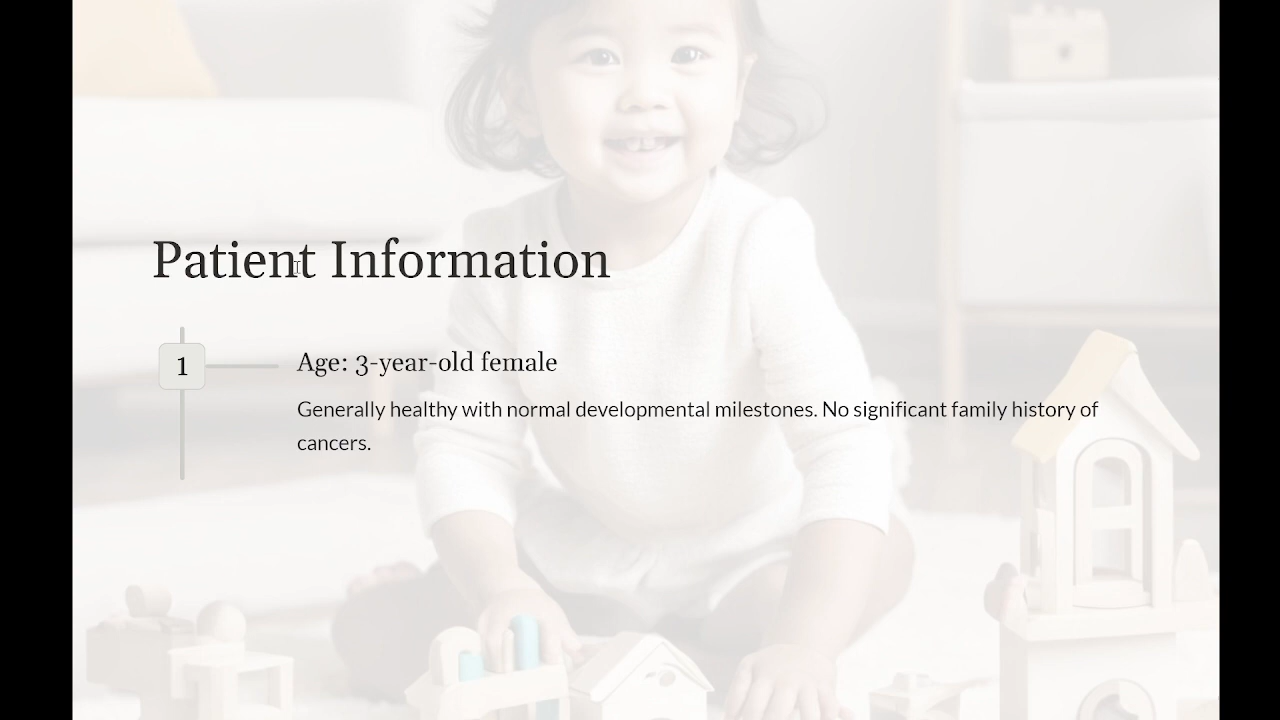 Patient Information
1
Age: 3-year-old female
Generally healthy with normal developmental milestones. No significant family history of
cancers.